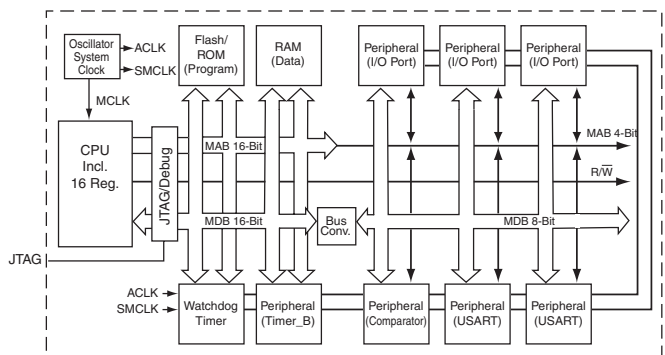 Oscillator
System
Clock
ACLK
SMCLK
MCLK
Flash/
ROM
(Program)
RAM
(Data)
Peripheral
(I/O Port)
Peripheral
(I/O Port)
Peripheral
(I/O Port)
CPU
Incl.
16 Reg.
JTAG/Debug
MAB 16-Bit
MAB 4-Bit
R/W
MDB 16-Bit
Bus
Conv.
MDB 8-Bit
JTAG
ACLK
SMCLK
Watchdog
Timer
Peripheral
(Timer_B)
Peripheral
(Comparator)
Peripheral
(USART)
Peripheral
(USART)